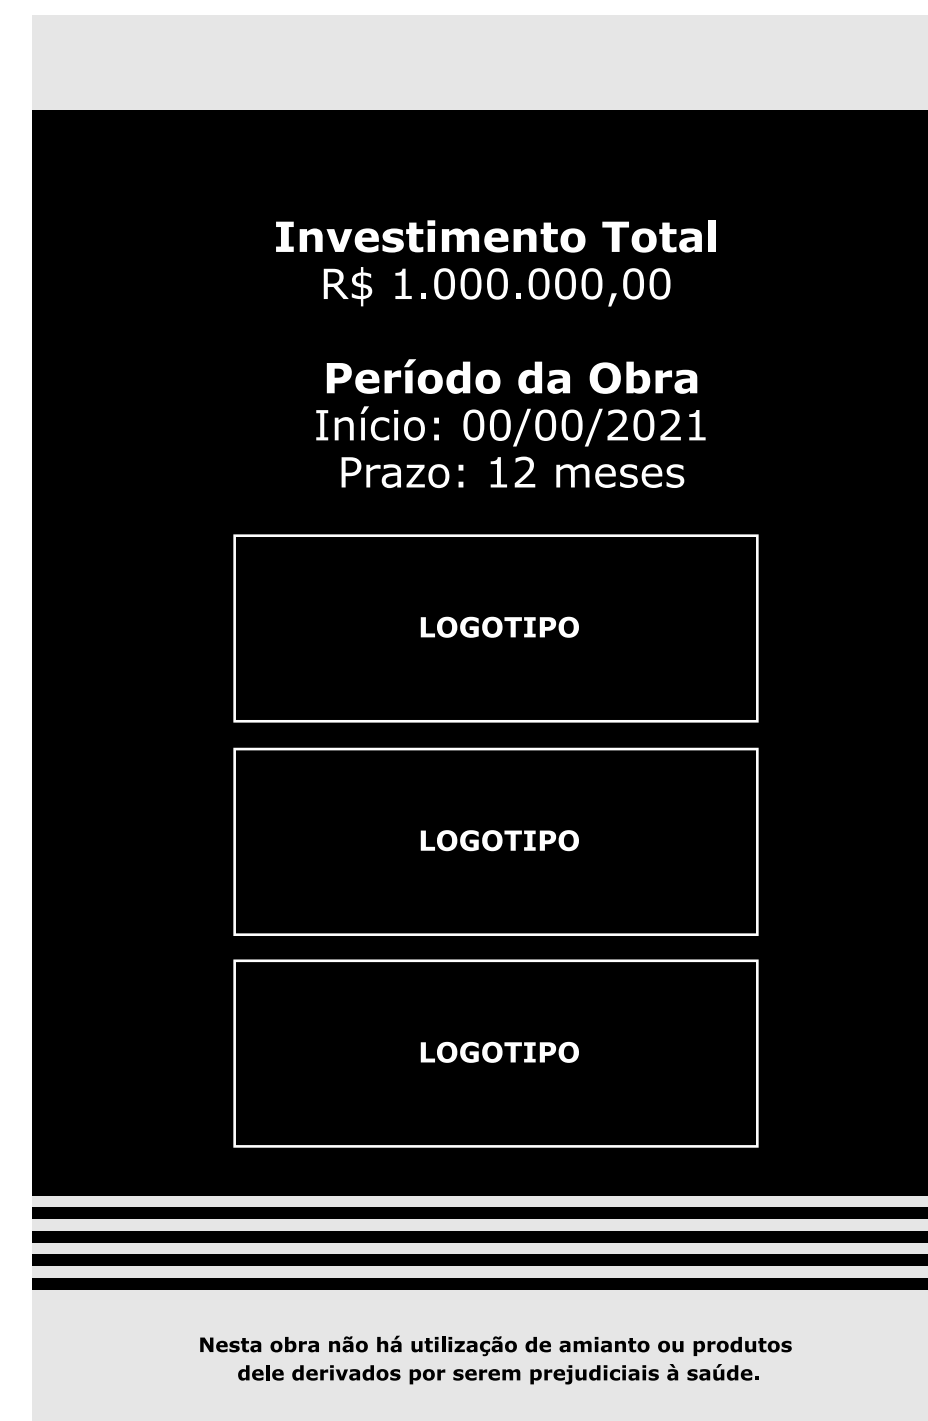 Investimento Total
R$ 1.000.000,00
Período da Obra
Início: 00/00/2021
Prazo: 12 meses
LOGOTIPO
LOGOTIPO
LOGOTIPO
Nesta obra não há utilização de amianto ou produtos
dele derivados por serem prejudiciais à saúde.